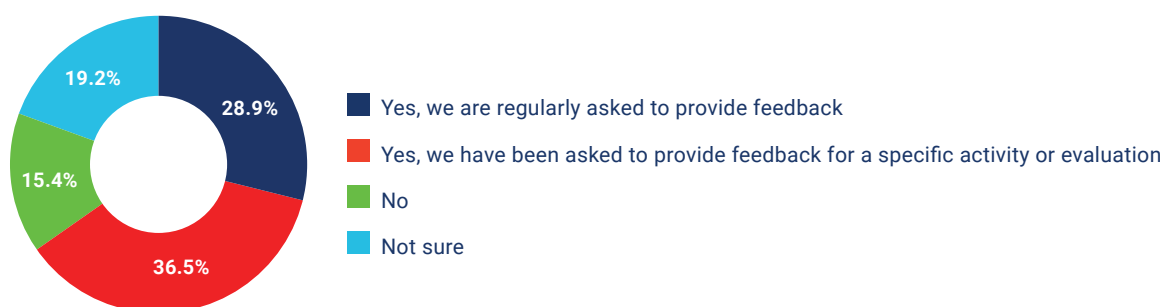 19.2%
28.9%
15.4%
36.5%
Yes, we are regularly asked to provide feedback
Yes, we have been asked to provide feedback for a specific activity or evaluation
No
Not sure